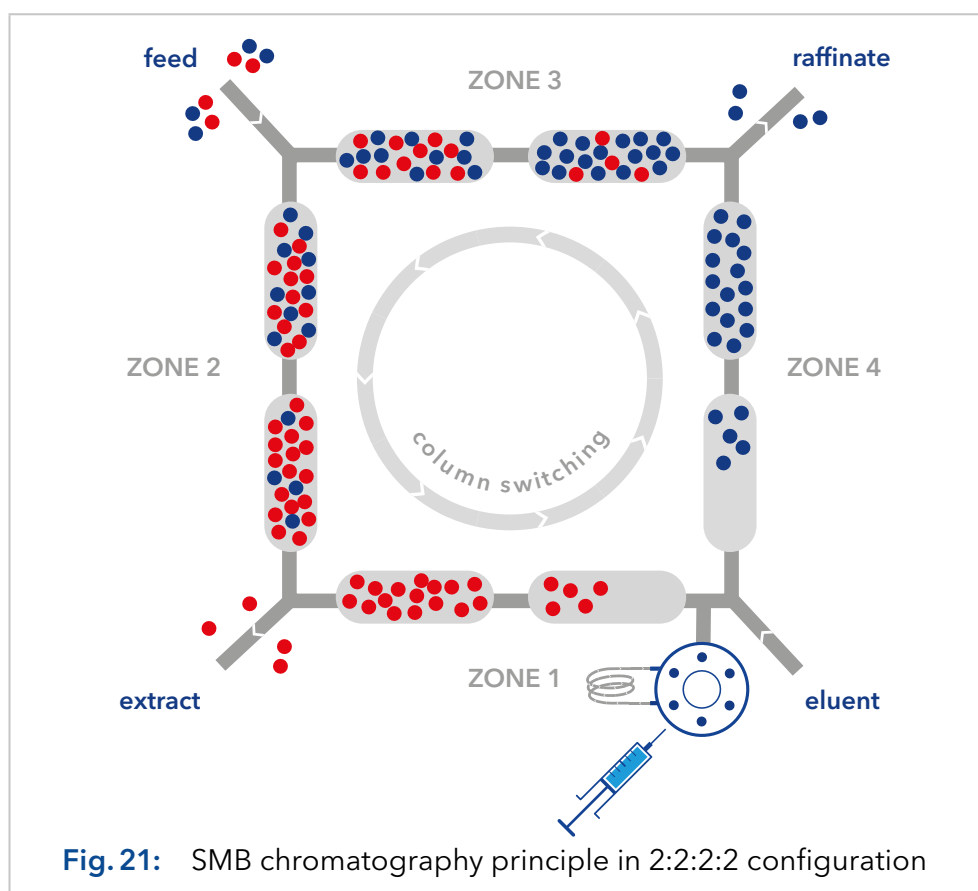 feed
raffinate
ZONE 3
ZONE 2
ZONE 4
column switching
ZONE 1
extract
eluent
Fig. 21: SMB chromatography principle in 2:2:2:2 configuration